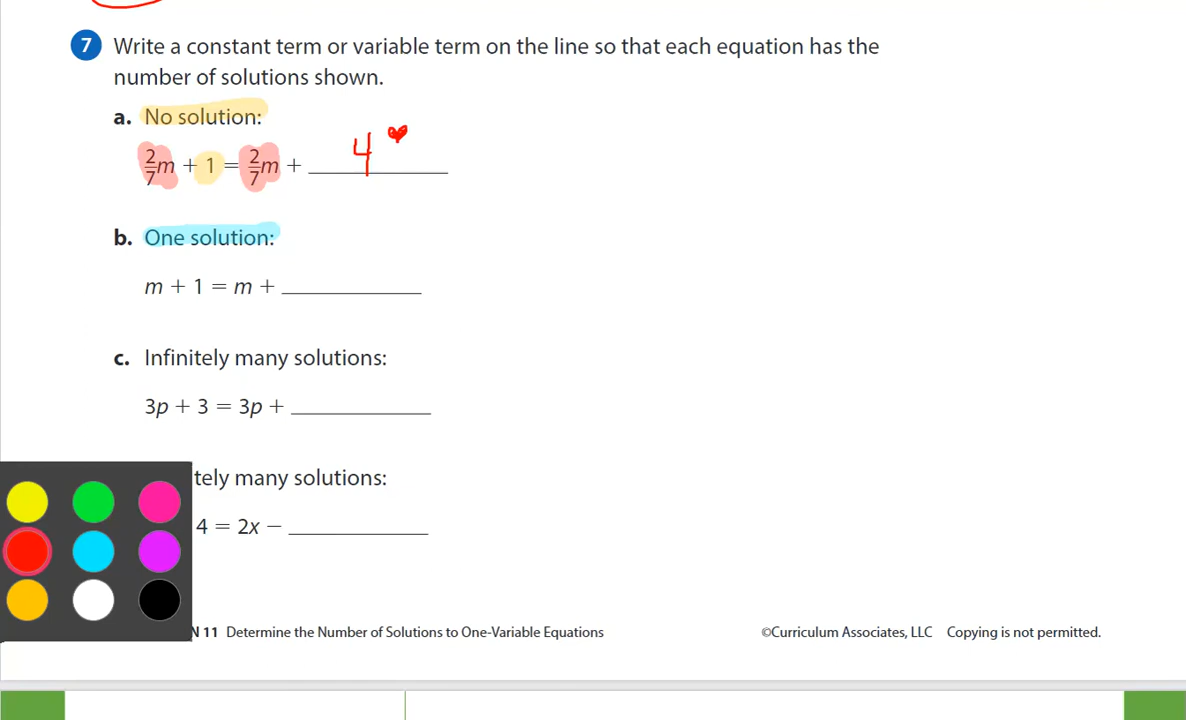 7 Write a constant term or variable term on the line so that each equation has the
number of solutions shown.
a. No solution:
2/7m + 1 = 2/7m + 4
b. One solution:
m + 1 = m + ____
c. Infinitely many solutions:
3p + 3 = 3p + ____
tely many solutions:
4 = 2x − ____
N 11 Determine the Number of Solutions to One-Variable Equations ©Curriculum Associates, LLC Copying is not permitted.